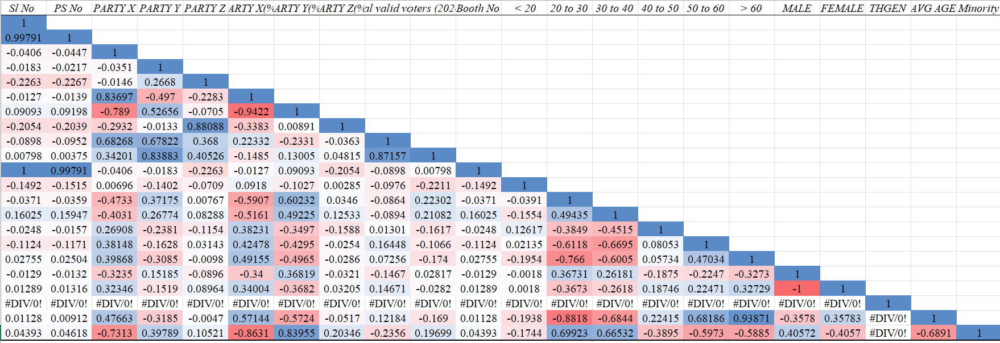 Sl No PS No PARTY X PARTY Y PARTY Z ARTY X(% ARTY Y(% ARTY Z(% al valid vo ters (202 Booth No < 20 20 to 30 30 to 40 40 to 50 50 to 60 > 60 MALE FEMALE THGEN AVG AGE Minority
1
0.99791 1
-0.0406 -0.0447 1
-0.0183 -0.0217 -0.0351 1
-0.2263 -0.2267 -0.0146 0.2668 1
-0.0127 -0.0139 0.83697 -0.497 -0.2283 1
0.09093 0.09198 -0.789 0.52656 -0.0705 -0.9422 1
-0.2054 -0.2039 -0.2932 -0.0133 0.88088 -0.3383 0.00891 1
-0.0898 -0.0952 0.68268 0.67822 0.368 0.22332 -0.2331 -0.0363 1
0.00798 0.00375 0.34201 0.83883 0.40526 -0.1485 0.13005 0.04815 0.87157 1
1 0.99791 -0.0406 -0.0183 -0.2263 -0.0127 0.09093 -0.2054 -0.0898 0.00798 1
-0.1492 -0.1515 0.00696 -0.1402 -0.0709 0.0918 -0.1027 0.00285 -0.0976 -0.2211 -0.1492 1
-0.0371 -0.0359 -0.4733 0.37175 0.00767 -0.5907 0.60232 0.0346 -0.0864 0.22302 -0.0371 -0.0391 1
0.16025 0.15947 -0.4031 0.26774 0.08288 -0.5161 0.49225 0.12533 -0.0894 0.21082 0.16025 -0.1554 0.49435 1
-0.0248 -0.0157 0.26908 -0.2381 -0.1154 0.38231 -0.3497 -0.1588 0.01301 -0.1617 -0.0248 0.12617 -0.3849 -0.4515 1
-0.1124 -0.1171 0.38148 -0.1628 0.03143 0.42478 -0.4295 -0.0254 0.16448 -0.1066 -0.1124 0.02135 -0.6118 -0.6695 0.08053 1
0.02755 0.02504 0.39868 -0.3085 -0.0098 0.49155 -0.4965 -0.0286 0.07256 -0.174 0.02755 -0.1954 -0.766 -0.6005 0.05734 0.47034 1
-0.0129 -0.0132 -0.3235 0.15185 -0.0896 -0.34 0.36819 -0.0321 -0.1467 0.02817 -0.0129 -0.0018 0.36731 0.26181 -0.1875 -0.2247 -0.3273 1
0.01289 0.01316 0.32346 -0.1519 0.08964 0.34004 -0.3682 0.03205 0.14671 -0.0282 0.01289 0.0018 -0.3673 -0.2618 0.18746 0.22471 0.32729 -1 1
#DIV/0! #DIV/0! #DIV/0! #DIV/0! #DIV/0! #DIV/0! #DIV/0! #DIV/0! #DIV/0! #DIV/0! #DIV/0! #DIV/0! #DIV/0! #DIV/0! #DIV/0! #DIV/0! #DIV/0! #DIV/0! #DIV/0! 1
0.01128 0.00912 0.47663 -0.3185 -0.0047 0.57144 -0.5724 -0.0517 0.12184 -0.169 0.01128 -0.1938 -0.8818 -0.6844 0.22415 0.68186 0.93871 -0.3578 0.35783 #DIV/0! 1
0.04393 0.04618 -0.7313 0.39789 0.10521 -0.8631 0.83955 0.20346 -0.2356 0.19699 0.04393 -0.1744 0.69923 0.66532 -0.3895 -0.5973 -0.5885 0.40572 -0.4057 #DIV/0! -0.6891 1